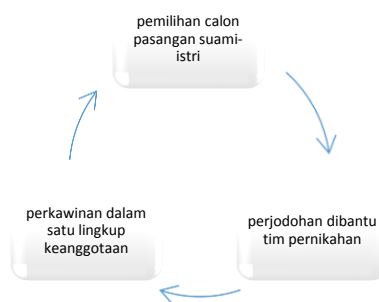 pemilihan calon
pasangan suami-
istri
perjodohan dibantu
tim pernikahan
perkawinan dalam
satu lingkup
keanggotaan